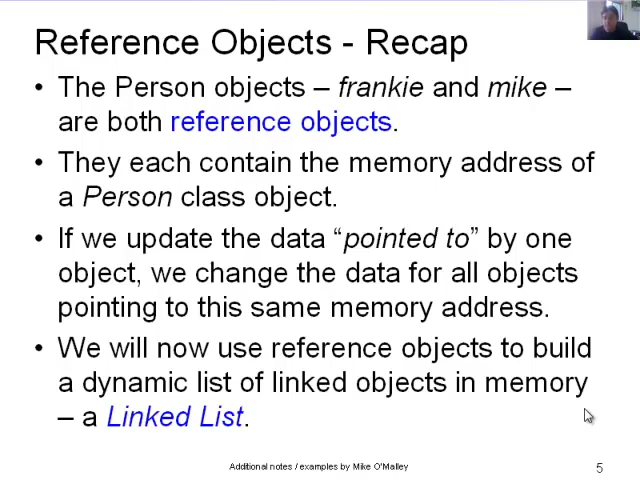 Reference Objects - Recap
• The Person objects – frankie and mike –
are both reference objects.
• They each contain the memory address of
a Person class object.
• If we update the data “pointed to” by one
object, we change the data for all objects
pointing to this same memory address.
• We will now use reference objects to build
a dynamic list of linked objects in memory
– a Linked List.
Additional notes / examples by Mike O'Malley
5